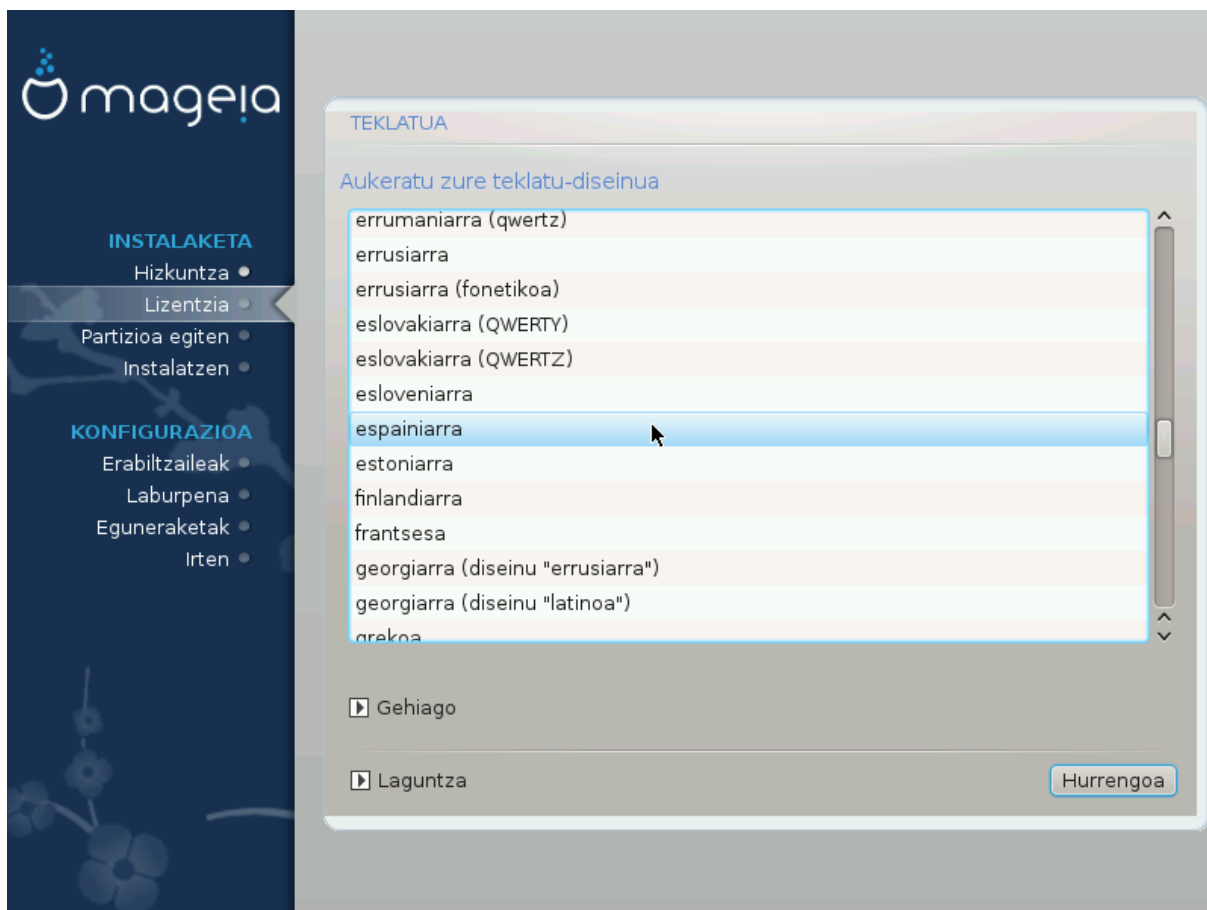 mageia
INSTALAKETA
Hizkuntza
Lizentzia
Partizioa egiten
Instalatzen
KONFIGURAZIOA
Erabiltzaileak
Laburpena
Eguneraketak
Irten
TEKLATUA
Aukeratu zure teklatu-diseinua
errumaniarra (qwertz)
errusiarra
errusiarra (fonetikoa)
eslovakiarra (QWERTY)
eslovakiarra (QWERTZ)
esloveniarra
espainiarra
estoniarra
finlandiarra
frantsesa
georgiarra (diseinu "errusiarra")
georgiarra (diseinu "latinoa")
grekoa
Gehiago
Laguntza
Hurrengoa